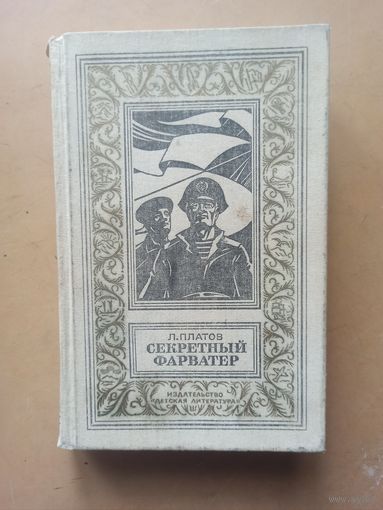 Л.ПЛАТОВ
СЕКРЕТНЫЙ
ФАРВАТЕР
ИЗДАТЕЛЬСТВО
"ДЕТСКАЯ ЛИТЕРАТУРА"